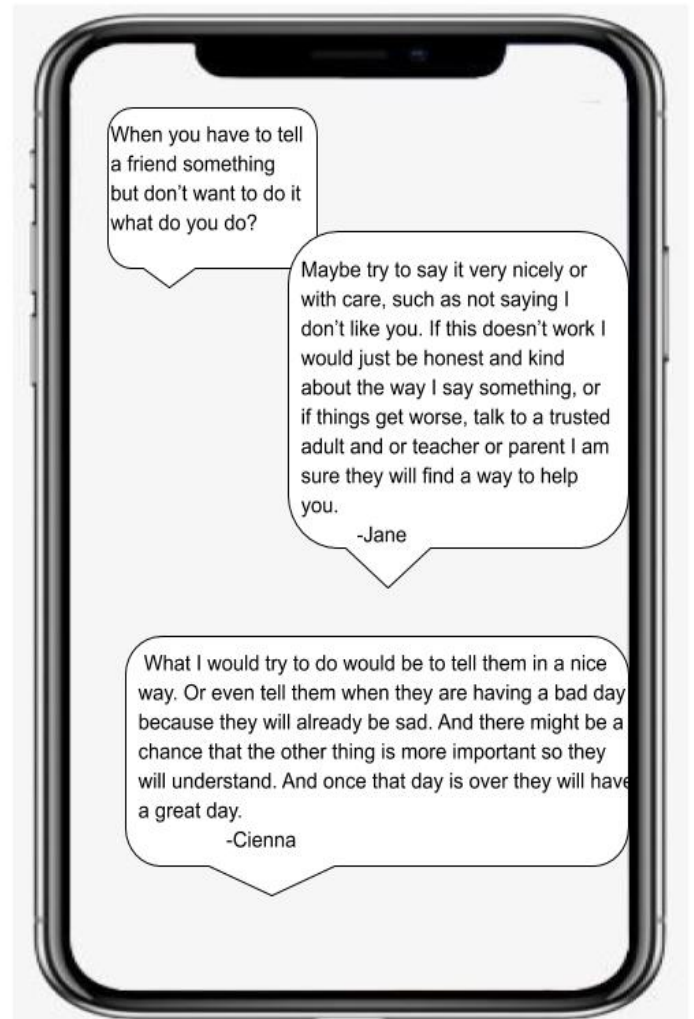 When you have to tell
a friend something
but don't want to do it
what do you do?
Maybe try to say it very nicely or
with care, such as not saying I
don't like you. If this doesn't work I
would just be honest and kind
about the way I say something, or
if things get worse, talk to a trusted
adult and or teacher or parent I am
sure they will find a way to help
you.
-Jane
What I would try to do would be to tell them in a nice
way. Or even tell them when they are having a bad day
because they will already be sad. And there might be a
chance that the other thing is more important so they
will understand. And once that day is over they will have
a great day.
-Cienna